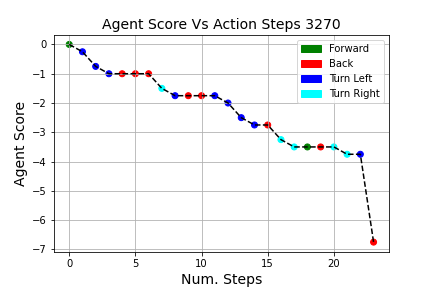 Agent Score Vs Action Steps 3270
Agent Score
0
−1
−2
−3
−4
−5
−6
−7
Forward
Back
Turn Left
Turn Right
0 5 10 15 20
Num. Steps